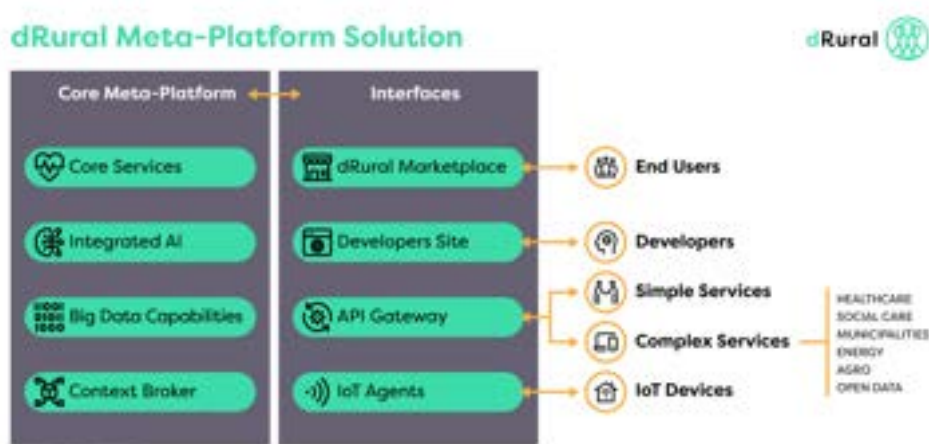 dRural Meta-Platform Solution
dRural
Core Meta-Platform
Interfaces
Core Services
dRural Marketplace
End Users
Integrated AI
Developers Site
Developers
Big Data Capabilities
API Gateway
Simple Services
Complex Services
HEALTHCARE
SOCIAL CARE
MUNICIPALITIES
ENERGY
AGRO
OPEN DATA
Context Broker
IoT Agents
IoT Devices